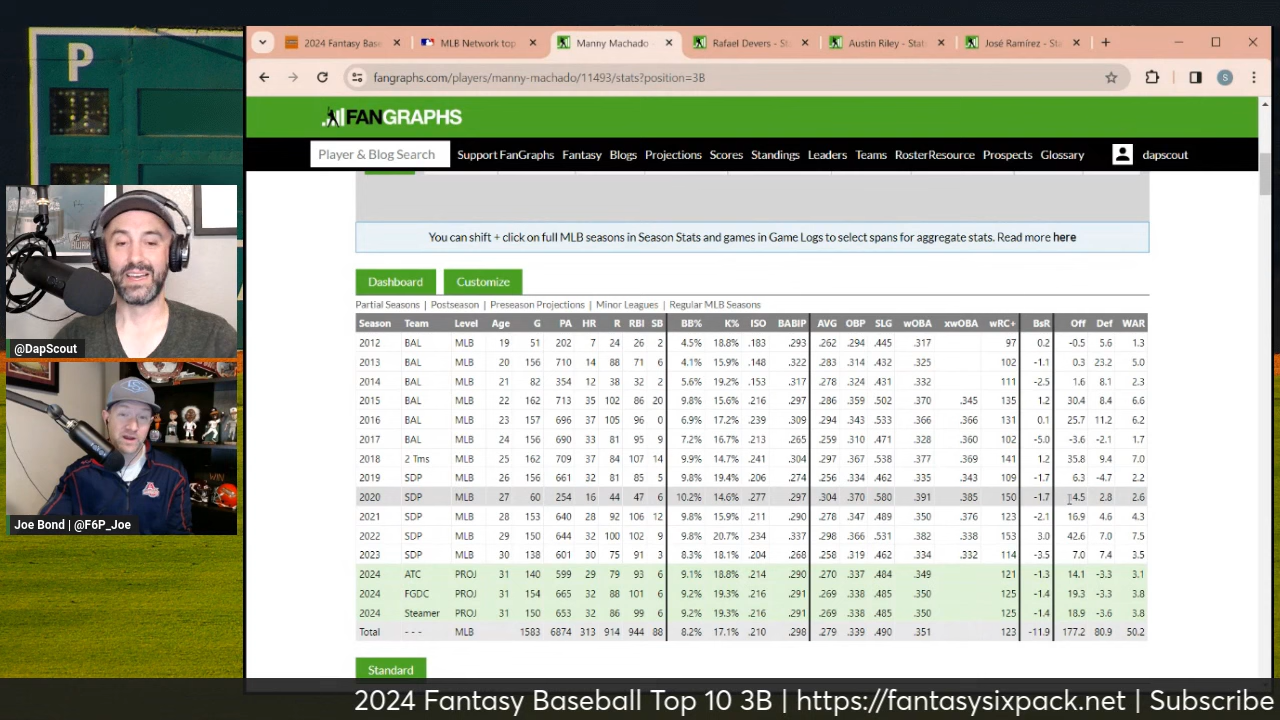 P
2024 Fantasy Base
MLB Network top
Manny Machado
Rafael Devers - Sta
Austin Riley - Stat
José Ramírez - Sta
fangraphs.com/players/manny-machado/11493/stats?position=3B
S
FANGRAPHS
Player & Blog Search Support FanGraphs Fantasy Blogs Projections Scores Standings Leaders Teams RosterResource Prospects Glossary dapscout
You can shift + click on full MLB seasons in Season Stats and games in Game Logs to select spans for aggregate stats. Read more here
Dashboard Customize
Partial Seasons | Postseason | Preseason Projections | Minor Leagues | Regular MLB Seasons
Season Team Level Age G PA HR R RBI SB BB% K% ISO BABIP AVG OBP SLG wOBA xwOBA wRC+ BsR Off Def WAR
2012 BAL MLB 19 51 202 7 24 26 2 4.5% 18.8% .183 .293 .262 .294 .445 .317 97 0.2 -0.5 5.6 1.3
2013 BAL MLB 20 156 710 14 88 71 6 4.1% 15.9% .148 .322 .283 .314 .432 .325 102 -1.1 0.3 23.2 5.0
2014 BAL MLB 21 82 354 12 38 32 2 5.6% 19.2% .153 .317 .278 .324 .431 .332 111 -2.5 1.6 8.1 2.3
2015 BAL MLB 22 162 713 35 102 86 20 9.8% 15.6% .216 .297 .286 .359 .502 .370 .345 135 1.2 30.4 8.4 6.6
2016 BAL MLB 23 157 696 37 105 96 0 6.9% 17.2% .239 .309 .294 .343 .533 .366 .366 131 0.1 25.7 11.2 6.2
2017 BAL MLB 24 156 690 33 81 95 9 7.2% 16.7% .213 .265 .259 .310 .471 .328 .360 102 -5.0 -3.6 -2.1 1.7
2018 2 Tms MLB 25 162 709 37 84 107 14 9.9% 14.7% .241 .304 .297 .367 .538 .377 .369 141 1.2 35.8 9.4 7.0
2019 SDP MLB 26 156 661 32 81 85 5 9.8% 19.4% .206 .274 .256 .334 .462 .335 .343 109 -1.7 6.3 -4.7 2.2
2020 SDP MLB 27 60 254 16 44 47 6 10.2% 14.6% .277 .297 .304 .370 .580 .391 .385 150 -1.7 14.5 2.8 2.6
2021 SDP MLB 28 153 640 28 92 106 12 9.8% 15.9% .211 .290 .278 .347 .489 .350 .376 123 -2.1 16.9 4.6 4.3
2022 SDP MLB 29 150 644 32 100 102 9 9.8% 20.7% .234 .337 .298 .366 .531 .382 .338 153 3.0 42.6 7.0 7.5
2023 SDP MLB 30 138 601 30 75 91 3 8.3% 18.1% .204 .268 .258 .319 .462 .334 .332 114 -3.5 7.0 7.4 3.5
2024 ATC PROJ 31 140 599 29 79 93 6 9.1% 18.8% .214 .290 .270 .337 .484 .349 121 -1.3 14.1 -3.3 3.1
2024 FGDC PROJ 31 154 665 32 88 101 6 9.2% 19.3% .216 .291 .269 .338 .485 .350 125 -1.4 19.3 -3.3 3.8
2024 Steamer PROJ 31 150 653 32 86 99 6 9.2% 19.3% .216 .291 .269 .338 .485 .350 125 -1.4 18.9 -3.6 3.8
Total - - - MLB 1583 6874 313 914 944 88 8.2% 17.1% .210 .298 .279 .339 .490 .351 123 -11.9 177.2 80.9 50.2
Standard
@DapScout
Joe Bond | @F6P_Joe
2024 Fantasy Baseball Top 10 3B | https://fantasysixpack.net | Subscribe